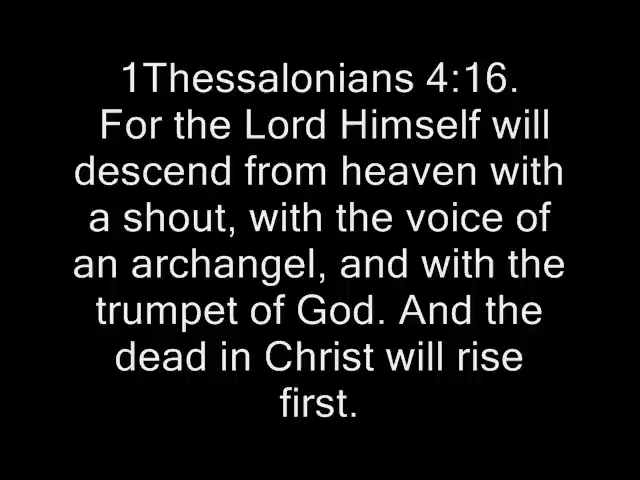 1Thessalonians 4:16.
For the Lord Himself will
descend from heaven with
a shout, with the voice of
an archangel, and with the
trumpet of God. And the
dead in Christ will rise
first.